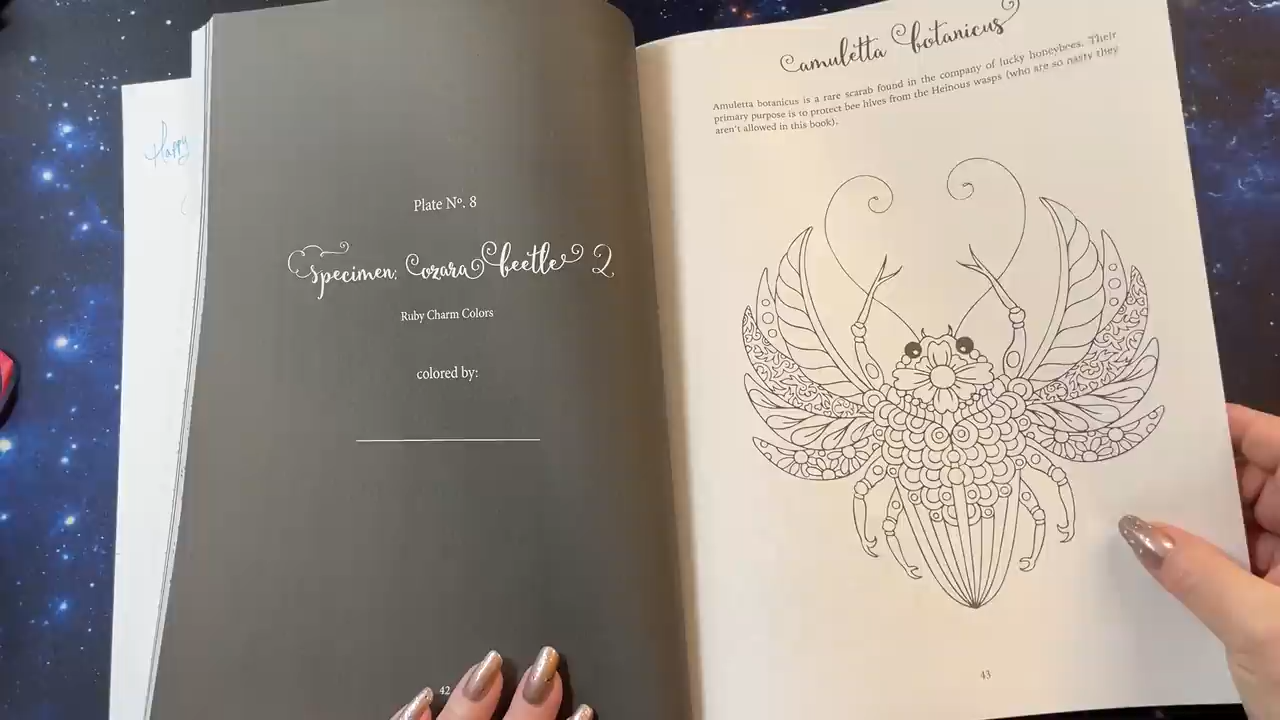 Happy
Plate Nº. 8
Specimen: Ozara Beetle 2
Ruby Charm Colors
colored by:
42
Amuletta Botanicus
Amuletta botanicus is a rare scarab found in the company of lucky honeybees. Their
primary purpose is to protect bee hives from the Heinous wasps (who are so nasty they
aren't allowed in this book).
43